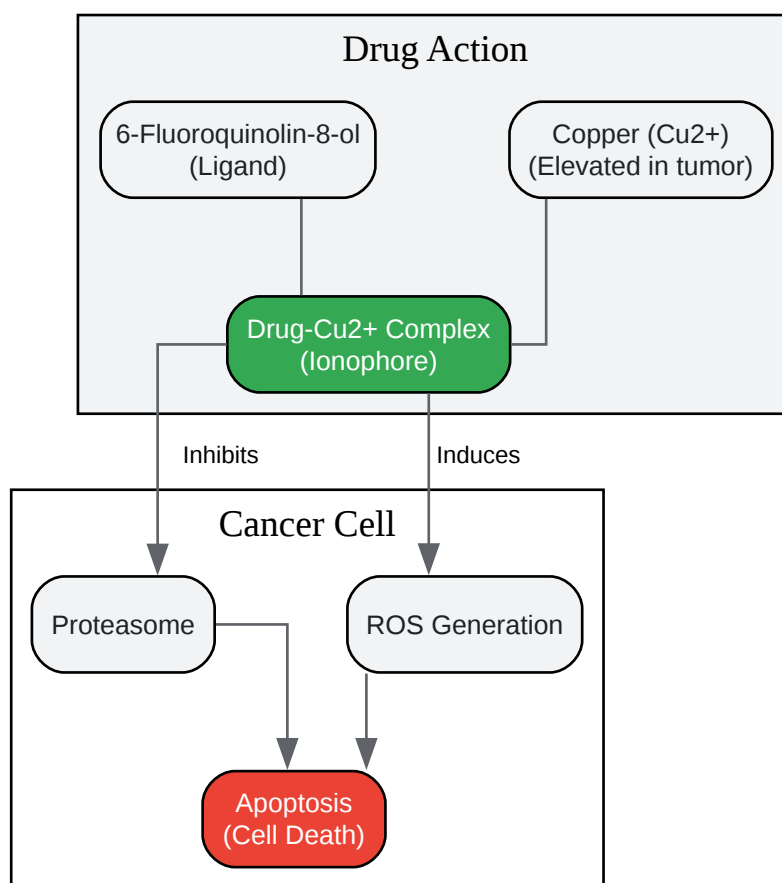 Drug Action
6-Fluoroquinolin-8-ol
(Ligand)
Copper (Cu2+)
(Elevated in tumor)
Drug-Cu2+ Complex
(Ionophore)
Inhibits
Induces
Cancer Cell
Proteasome
ROS Generation
Apoptosis
(Cell Death)